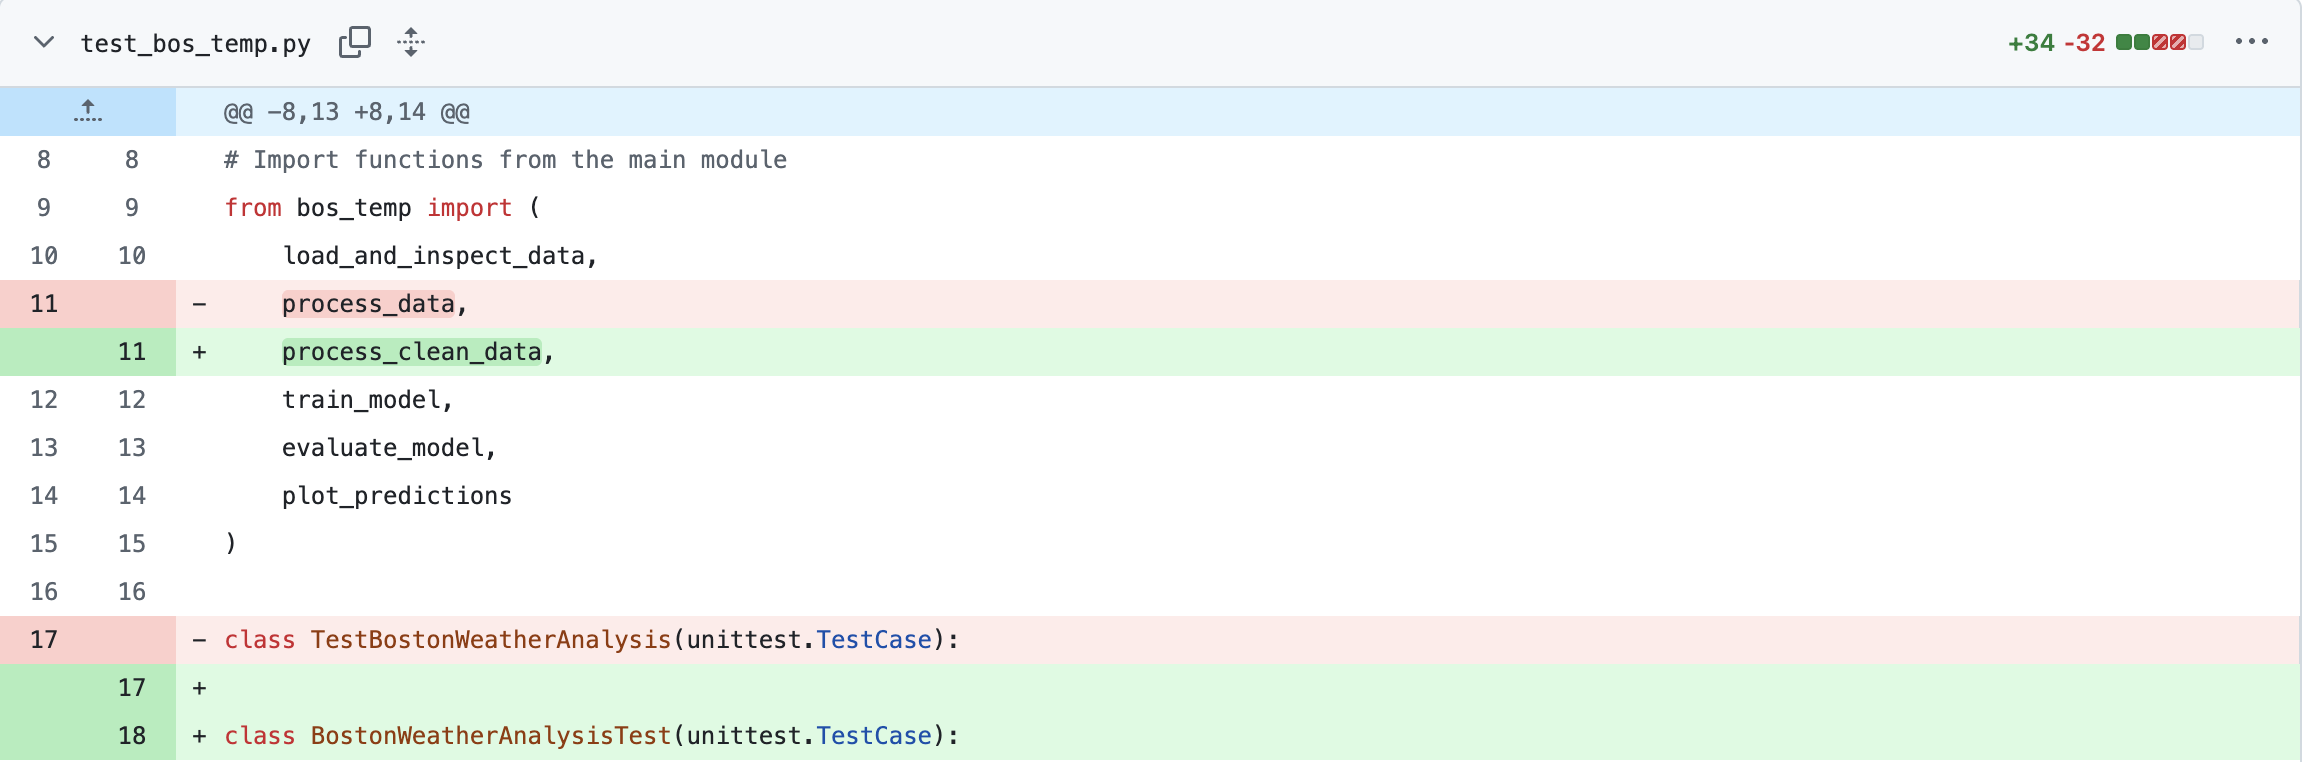 test_bos_temp.py +34 -32
@@ -8,13 +8,14 @@
8 8 # Import functions from the main module
9 9 from bos_temp import (
10 10 load_and_inspect_data,
11 - process_data,
11 + process_clean_data,
12 12 train_model,
13 13 evaluate_model,
14 14 plot_predictions
15 15 )
16 16
17 - class TestBostonWeatherAnalysis(unittest.TestCase):
17 +
18 + class BostonWeatherAnalysisTest(unittest.TestCase):